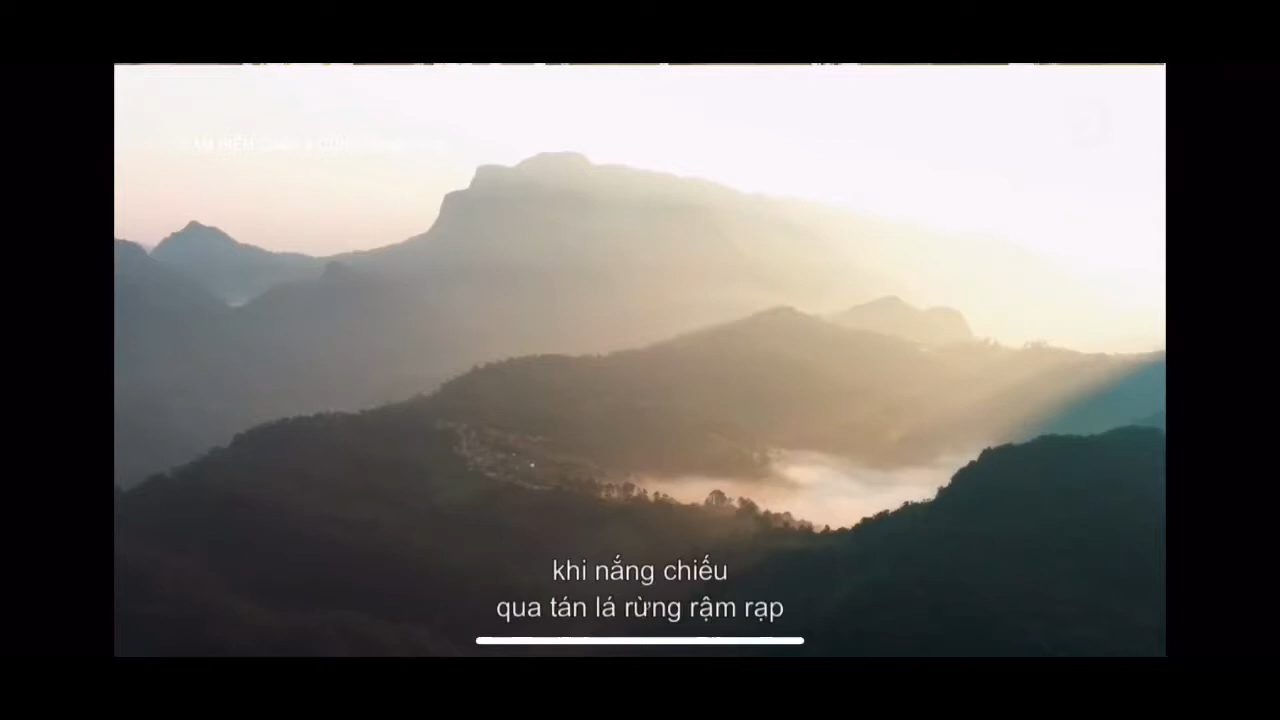 khi nắng chiếu
qua tán lá rừng rậm rạp